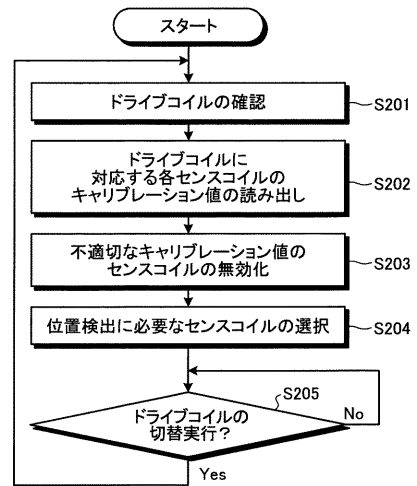 スタート
ドライブコイルの確認
S201
ドライブコイルに
対応する各センスコイルの
キャリブレーション値の読み出し
S202
不適切なキャリブレーション値の
センスコイルの無効化
S203
位置検出に必要なセンスコイルの選択
S204
S205
ドライブコイルの
切替実行？
No
Yes